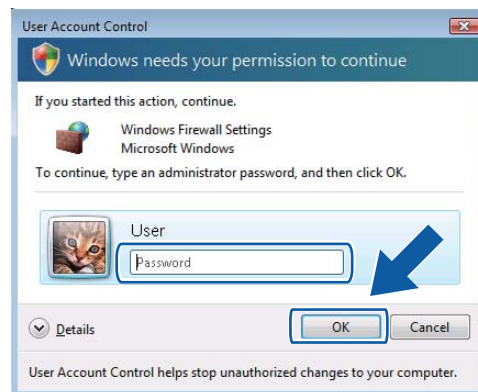 User Account Control
Windows needs your permission to continue
If you started this action, continue.
Windows Firewall Settings
Microsoft Windows
To continue, type an administrator password, and then click OK.
User
Password
Details
OK
Cancel
User Account Control helps stop unauthorized changes to your computer.